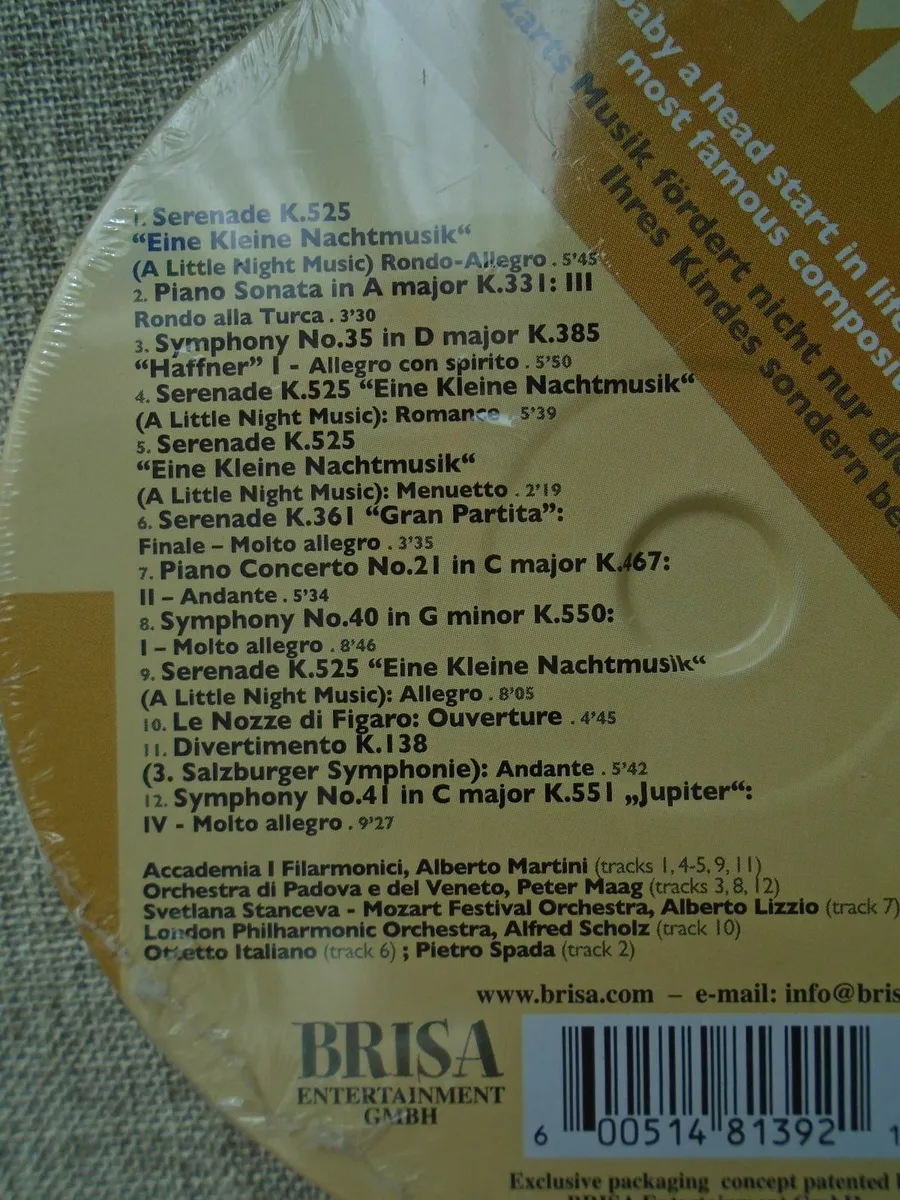 baby a head start in life
most famous composit
zarts Musik fördert nicht nur die
Ihres Kindes sondern be
1. Serenade K.525
“Eine Kleine Nachtmusik“
(A Little Night Music) Rondo-Allegro . 5'45
2. Piano Sonata in A major K.331: III
Rondo alla Turca . 3'30
3. Symphony No.35 in D major K.385
“Haffner” I - Allegro con spirito . 5'50
4. Serenade K.525 “Eine Kleine Nachtmusik“
(A Little Night Music): Romance . 5'39
5. Serenade K.525
“Eine Kleine Nachtmusik“
(A Little Night Music): Menuetto . 2'19
6. Serenade K.361 “Gran Partita”:
Finale – Molto allegro . 3'35
7. Piano Concerto No.21 in C major K.467:
II – Andante . 5'34
8. Symphony No.40 in G minor K.550:
I – Molto allegro . 8'46
9. Serenade K.525 “Eine Kleine Nachtmusik“
(A Little Night Music): Allegro . 8'05
10. Le Nozze di Figaro: Ouverture . 4'45
11. Divertimento K.138
(3. Salzburger Symphonie): Andante . 5'42
12. Symphony No.41 in C major K.551 „Jupiter“:
IV - Molto allegro . 9'27
Accademia I Filarmonici, Alberto Martini (tracks 1, 4-5, 9, 11)
Orchestra di Padova e del Veneto, Peter Maag (tracks 3, 8, 12)
Svetlana Stanceva - Mozart Festival Orchestra, Alberto Lizzio (track 7)
London Philharmonic Orchestra, Alfred Scholz (track 10)
Ottetto Italiano (track 6) ; Pietro Spada (track 2)
www.brisa.com – e-mail: info@bris
BRISA
ENTERTAINMENT
GMBH
6 00514 81392 1
Exclusive packaging concept patented